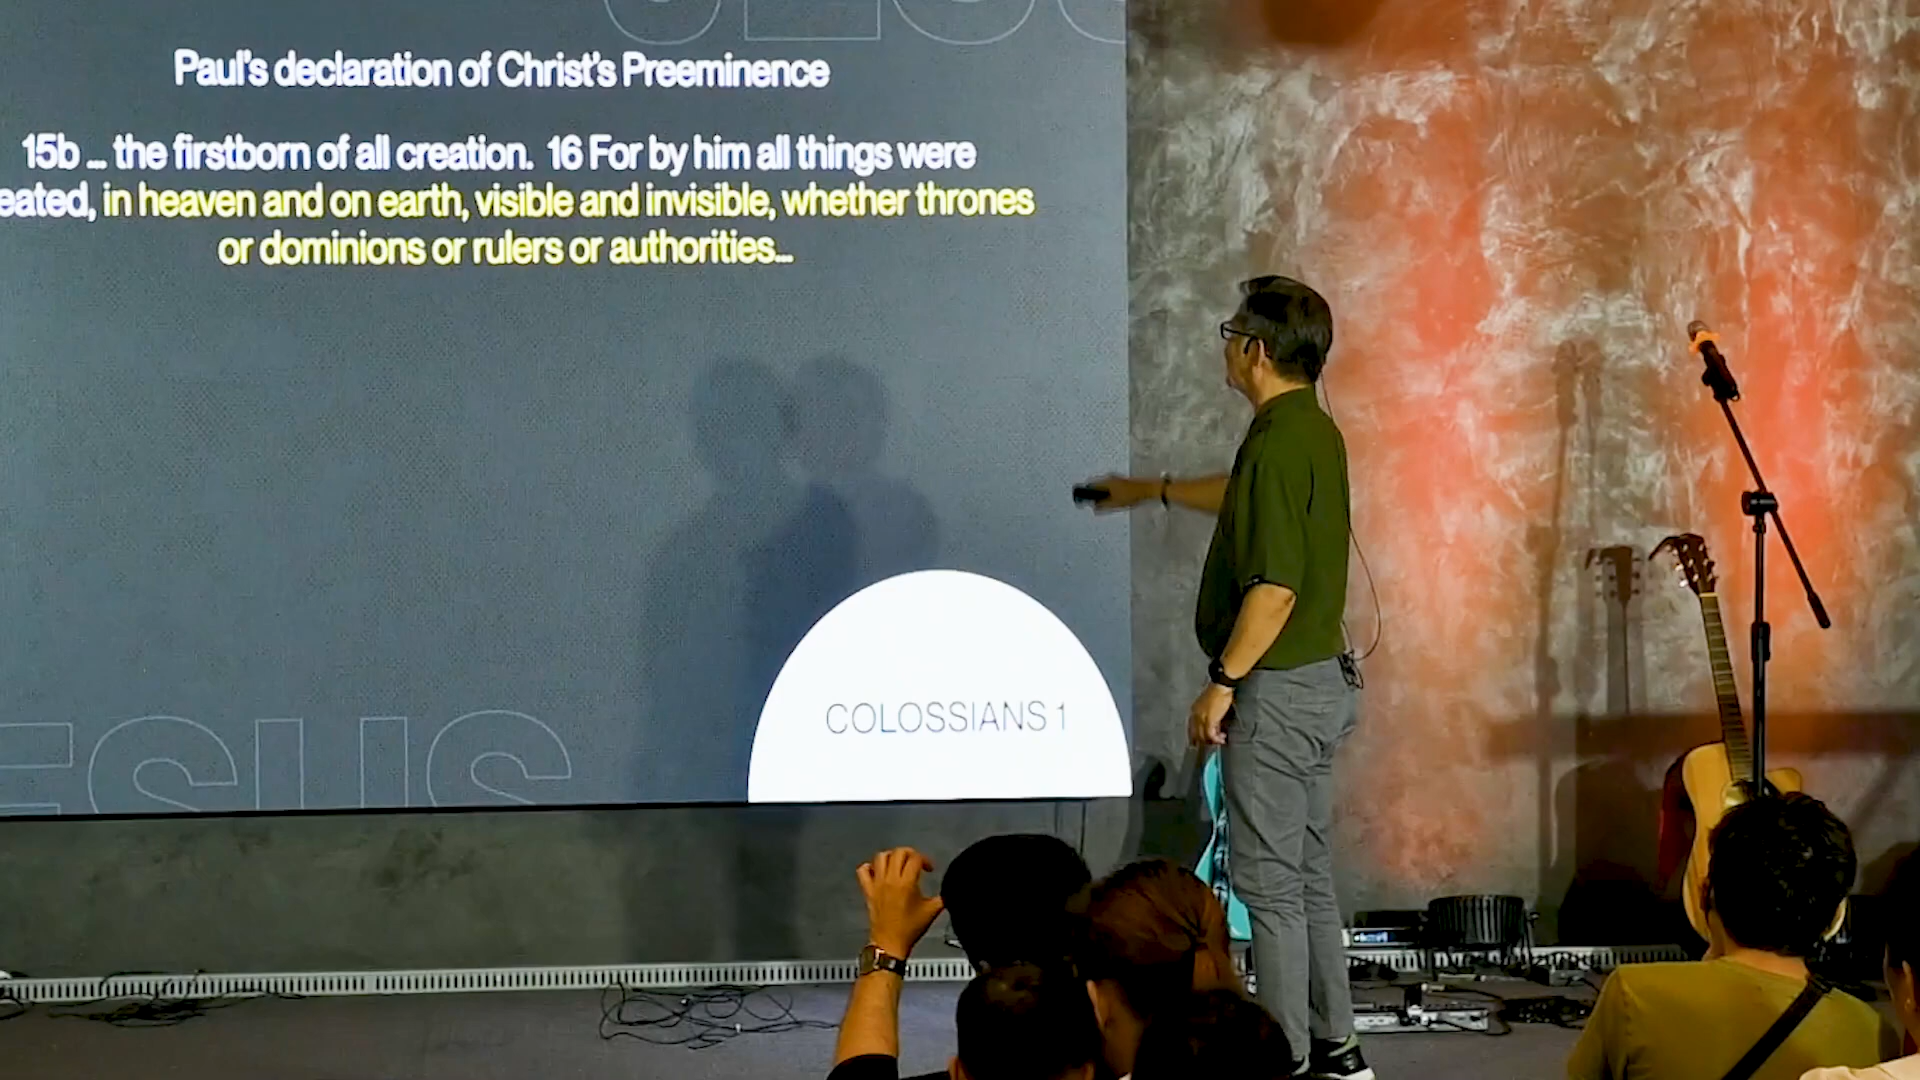 Paul's declaration of Christ's Preeminence
15b ... the firstborn of all creation. 16 For by him all things were
eated, in heaven and on earth, visible and invisible, whether thrones
or dominions or rulers or authorities...
COLOSSIANS 1
ESUS